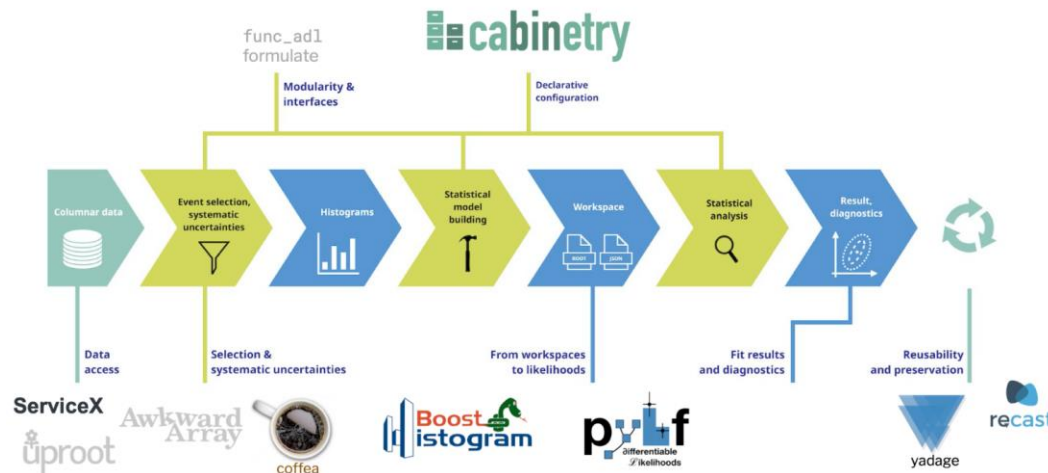 func_adl
formulate
cabinetry
Modularity &
interfaces
Declarative
configuration
Columnar data
Event selection,
systematic
uncertainties
Histograms
Statistical
model
building
Workspace
ROOT
JSON
Statistical
analysis
Result,
diagnostics
Data
access
Selection &
systematic uncertainties
From workspaces
to likelihoods
Fit results
and diagnostics
Reusability
and preservation
ServiceX
uproot
Awkward
Array
coffea
Boost
Histogram
pyhf
differentiable
Likelihoods
yadage
recast